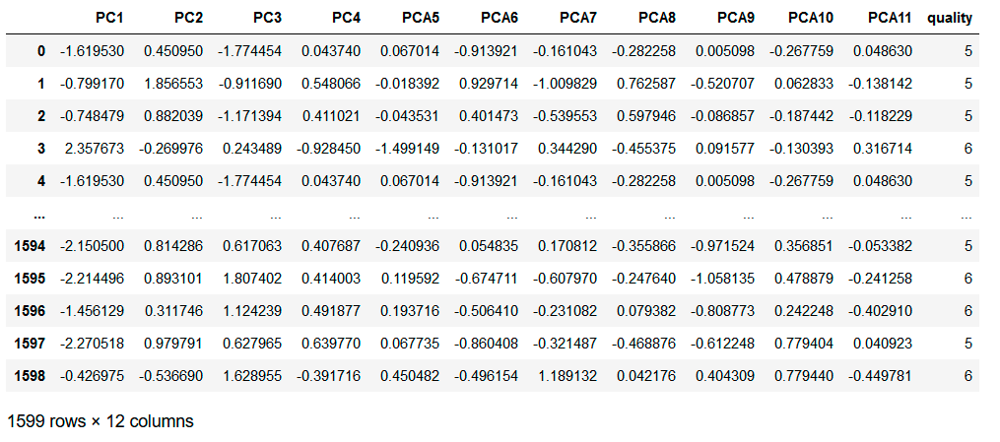 PC1 PC2 PC3 PC4 PCA5 PCA6 PCA7 PCA8 PCA9 PCA10 PCA11 quality
0 -1.619530 0.450950 -1.774454 0.043740 0.067014 -0.913921 -0.161043 -0.282258 0.005098 -0.267759 0.048630 5
1 -0.799170 1.856553 -0.911690 0.548066 -0.018392 0.929714 -1.009829 0.762587 -0.520707 0.062833 -0.138142 5
2 -0.748479 0.882039 -1.171394 0.411021 -0.043531 0.401473 -0.539553 0.597946 -0.086857 -0.187442 -0.118229 5
3 2.357673 -0.269976 0.243489 -0.928450 -1.499149 -0.131017 0.344290 -0.455375 0.091577 -0.130393 0.316714 6
4 -1.619530 0.450950 -1.774454 0.043740 0.067014 -0.913921 -0.161043 -0.282258 0.005098 -0.267759 0.048630 5
... ... ... ... ... ... ... ... ... ... ... ... ...
1594 -2.150500 0.814286 0.617063 0.407687 -0.240936 0.054835 0.170812 -0.355866 -0.971524 0.356851 -0.053382 5
1595 -2.214496 0.893101 1.807402 0.414003 0.119592 -0.674711 -0.607970 -0.247640 -1.058135 0.478879 -0.241258 6
1596 -1.456129 0.311746 1.124239 0.491877 0.193716 -0.506410 -0.231082 0.079382 -0.808773 0.242248 -0.402910 6
1597 -2.270518 0.979791 0.627965 0.639770 0.067735 -0.860408 -0.321487 -0.468876 -0.612248 0.779404 0.040923 5
1598 -0.426975 -0.536690 1.628955 -0.391716 0.450482 -0.496154 1.189132 0.042176 0.404309 0.779440 -0.449781 6
1599 rows × 12 columns